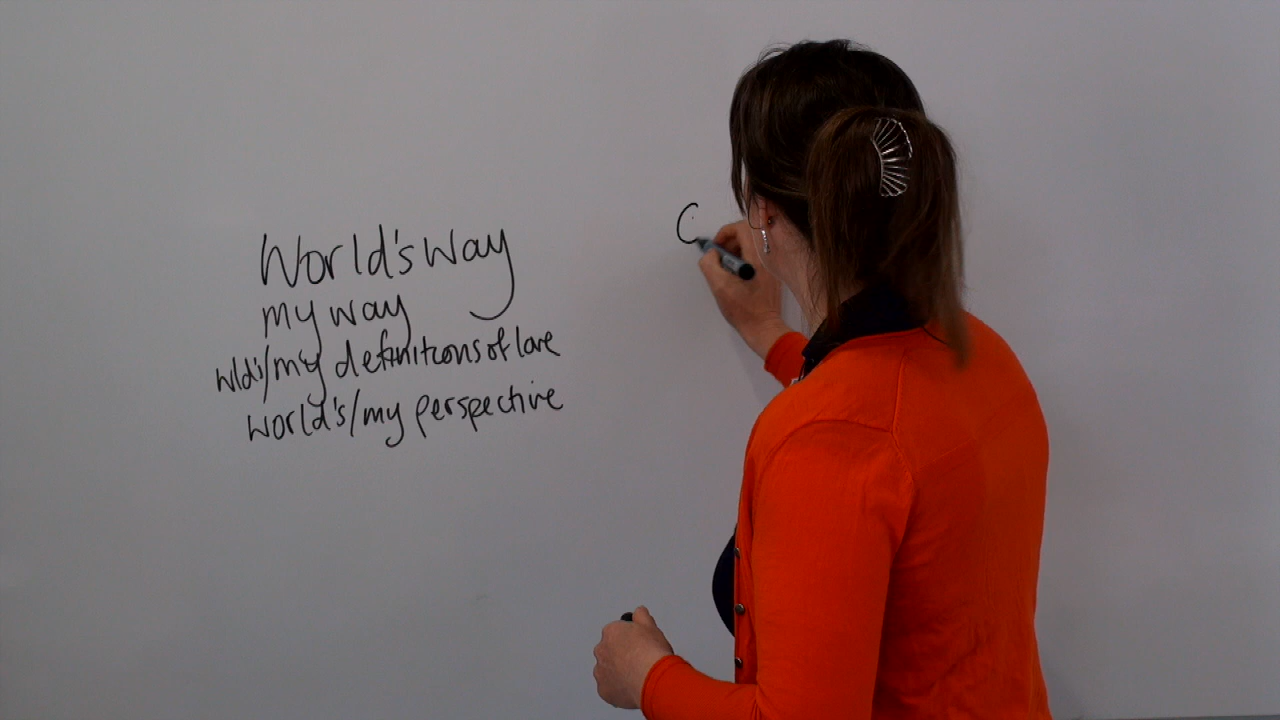 World's way
my way
wld's/my definitions of love
world's/my perspective
C